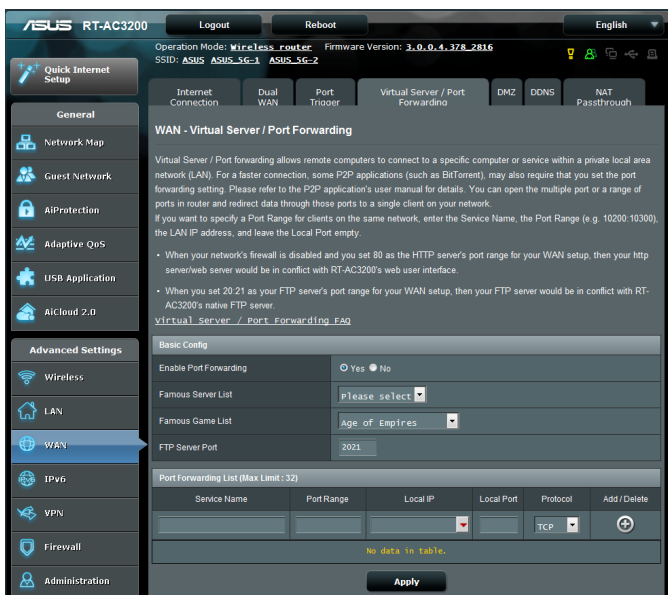 ASUS RT-AC3200 Logout Reboot English
Operation Mode: Wireless router Firmware Version: 3.0.0.4.378_2816
SSID: ASUS ASUS_5G-1 ASUS_5G-2
Quick Internet Setup
General
Network Map
Guest Network
AiProtection
Adaptive QoS
USB Application
AiCloud 2.0
Advanced Settings
Wireless
LAN
WAN
IPv6
VPN
Firewall
Administration
Internet Connection
Dual WAN
Port Trigger
Virtual Server / Port Forwarding
DMZ
DDNS
NAT Passthrough
WAN - Virtual Server / Port Forwarding
Virtual Server / Port forwarding allows remote computers to connect to a specific computer or service within a private local area
network (LAN). For a faster connection, some P2P applications (such as BitTorrent), may also require that you set the port
forwarding setting. Please refer to the P2P application's user manual for details. You can open the multiple port or a range of
ports in router and redirect data through those ports to a single client on your network.
If you want to specify a Port Range for clients on the same network, enter the Service Name, the Port Range (e.g. 10200:10300),
the LAN IP address, and leave the Local Port empty.
• When your network's firewall is disabled and you set 80 as the HTTP server's port range for your WAN setup, then your http
server/web server would be in conflict with RT-AC3200's web user interface.
• When you set 20:21 as your FTP server's port range for your WAN setup, then your FTP server would be in conflict with RT-
AC3200's native FTP server.
Virtual Server / Port Forwarding FAQ
Basic Config
Enable Port Forwarding Yes No
Famous Server List Please select
Famous Game List Age of Empires
FTP Server Port 2021
Port Forwarding List (Max Limit : 32)
Service Name Port Range Local IP Local Port Protocol Add / Delete
TCP
No data in table.
Apply